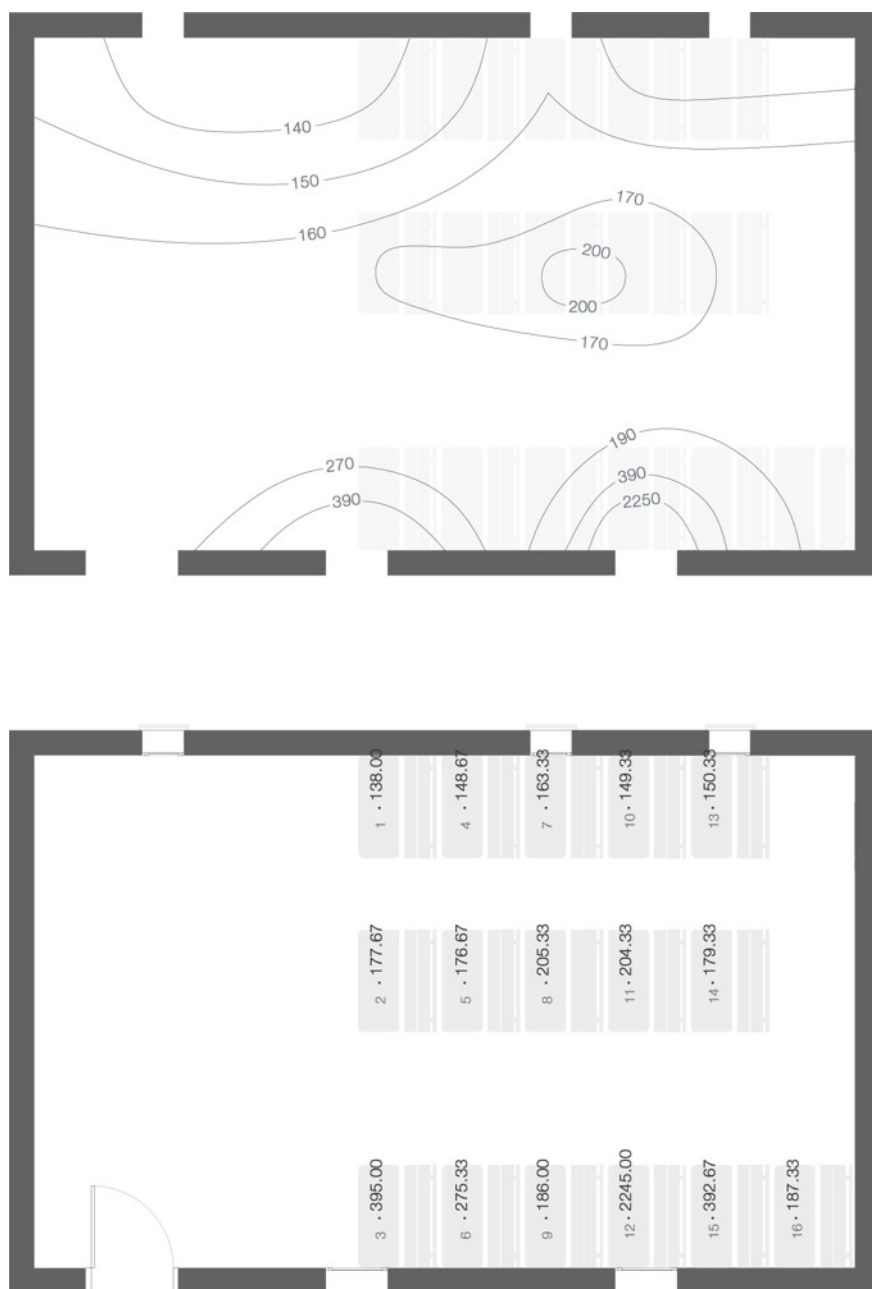 140
150
160
170
200
200
170
270
390
190
390
2250
1 · 138.00
4 · 148.67
7 · 163.33
10 · 149.33
13 · 150.33
2 · 177.67
5 · 176.67
8 · 205.33
11 · 204.33
14 · 179.33
3 · 395.00
6 · 275.33
9 · 186.00
12 · 2245.00
15 · 392.67
16 · 187.33